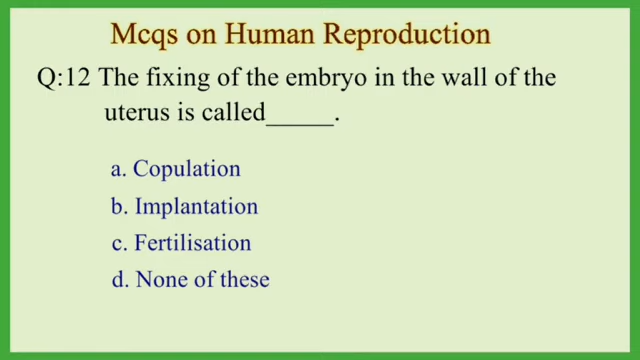 Mcqs on Human Reproduction
Q:12 The fixing of the embryo in the wall of the
uterus is called_____.
a. Copulation
b. Implantation
c. Fertilisation
d. None of these